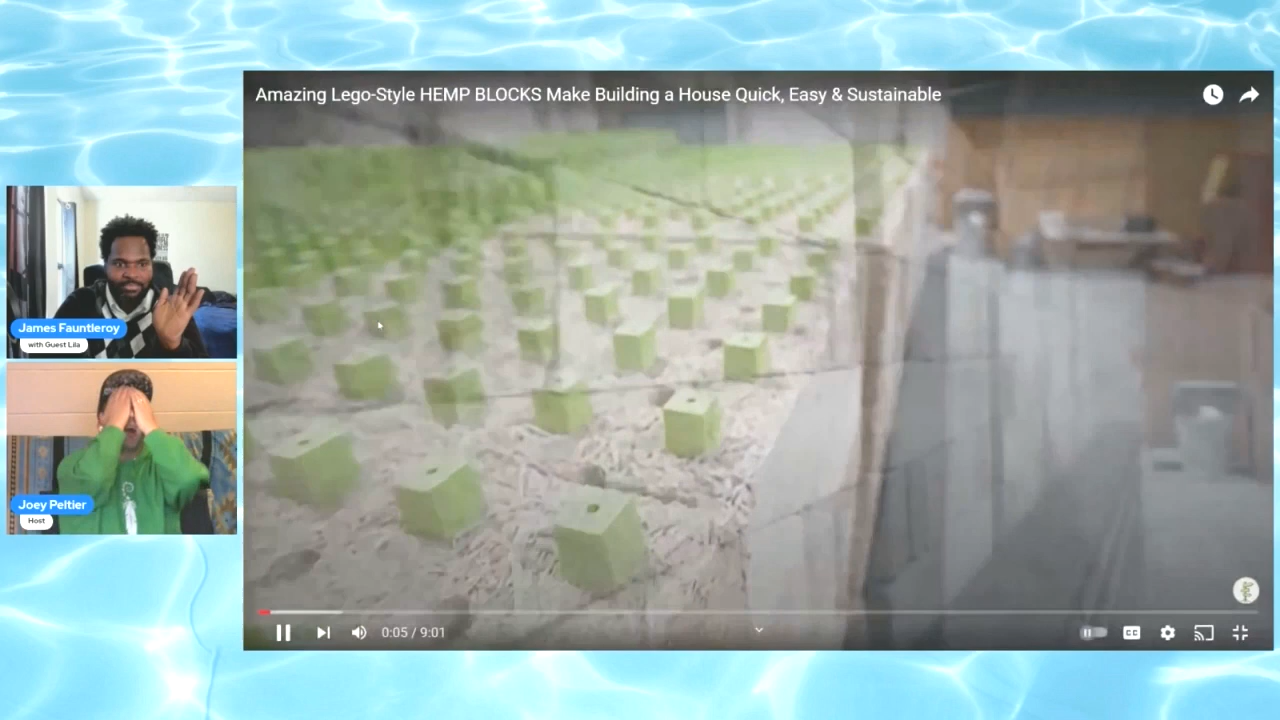 Amazing Lego-Style HEMP BLOCKS Make Building a House Quick, Easy & Sustainable
James Fauntleroy
with Guest Lila
Joey Peltier
Host
0:05 / 9:01
CC